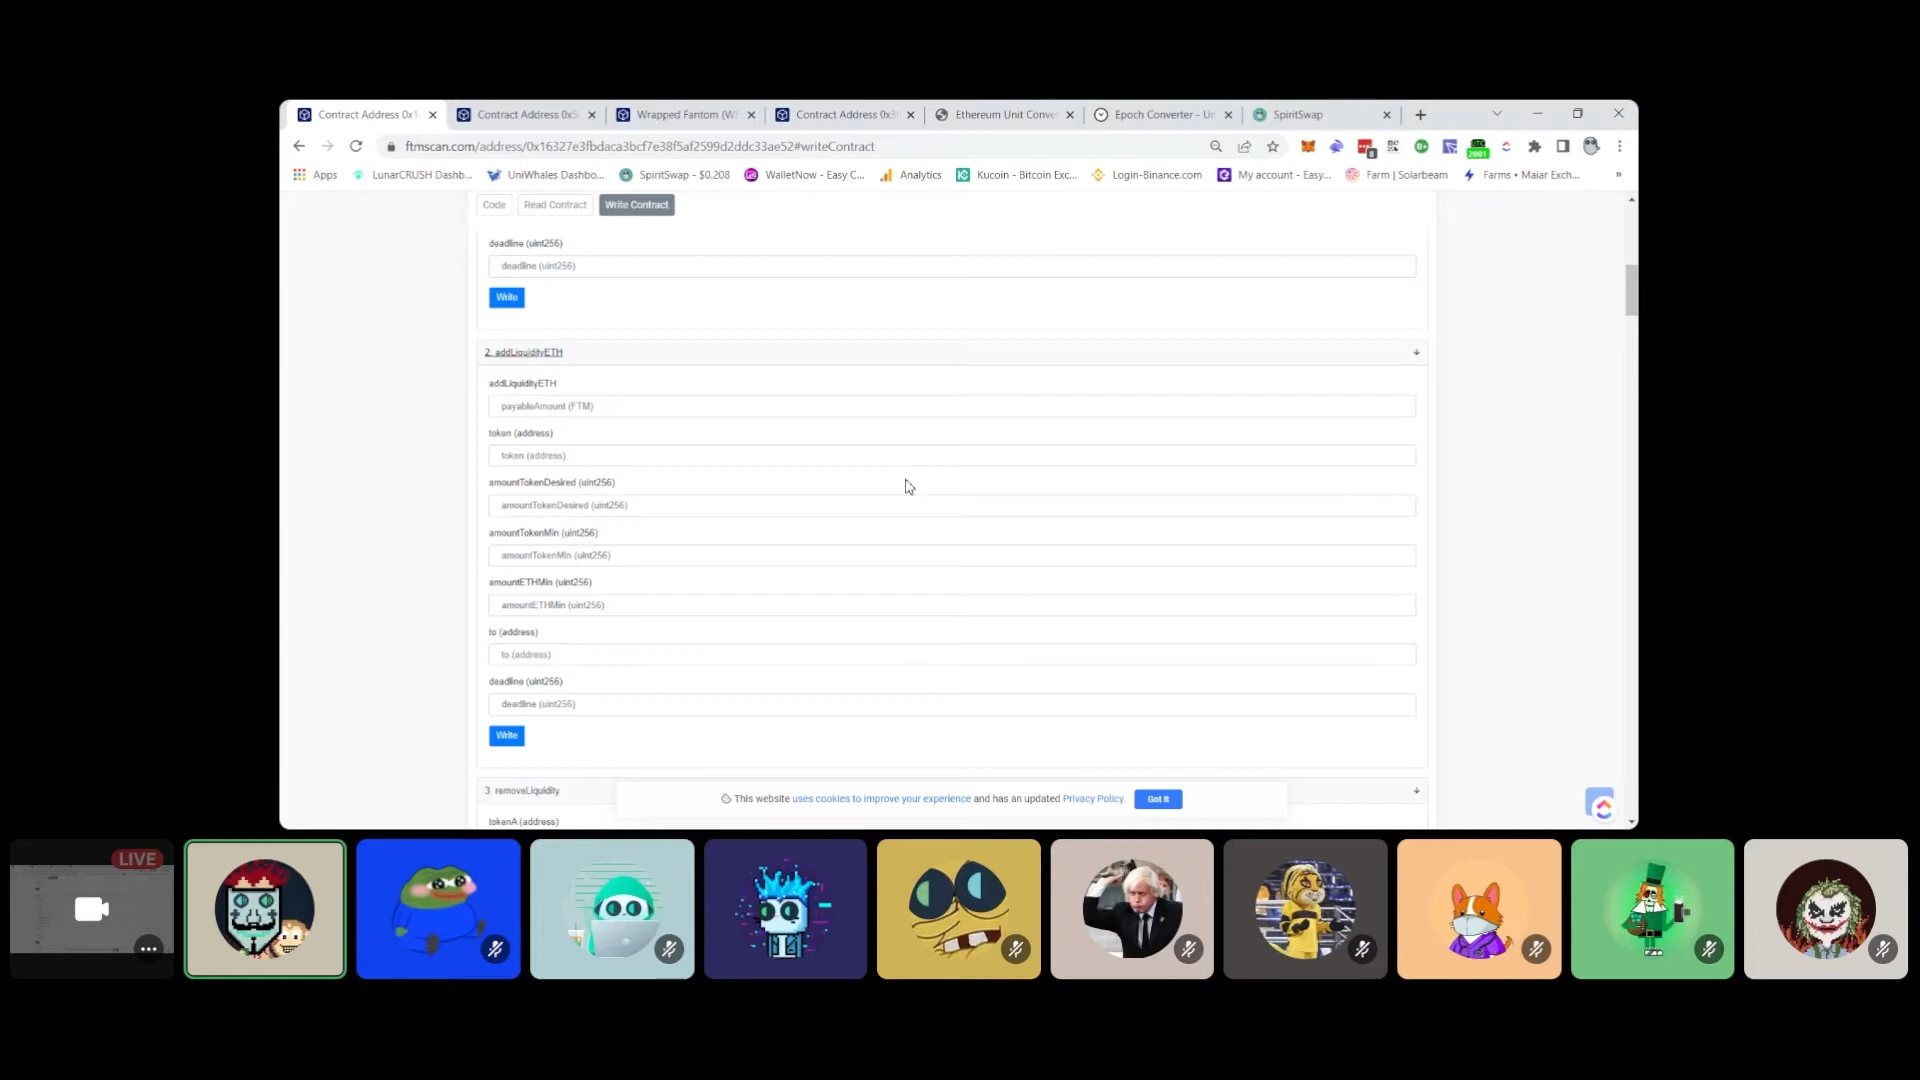 Contract Address 0x1
Contract Address 0x5
Wrapped Fantom (W
Contract Address 0x3
Ethereum Unit Conve
Epoch Converter - Un
SpiritSwap
ftmscan.com/address/0x16327e3fbdaca3bcf7e38f5af2599d2ddc33ae52#writeContract
8
2001
Apps
LunarCRUSH Dashb...
UniWhales Dashbo...
SpiritSwap - $0.208
WalletNow - Easy C...
Analytics
Kucoin - Bitcoin Exc...
Login-Binance.com
My account - Easy...
Farm | Solarbeam
Farms • Maiar Exch...
»
Code
Read Contract
Write Contract
deadline (uint256)
deadline (uint256)
Write
2. addLiquidityETH
addLiquidityETH
payableAmount (FTM)
token (address)
token (address)
amountTokenDesired (uint256)
amountTokenDesired (uint256)
amountTokenMin (uint256)
amountTokenMin (uint256)
amountETHMin (uint256)
amountETHMin (uint256)
to (address)
to (address)
deadline (uint256)
deadline (uint256)
Write
3. removeLiquidity
This website uses cookies to improve your experience and has an updated Privacy Policy.
Got It
tokenA (address)
LIVE